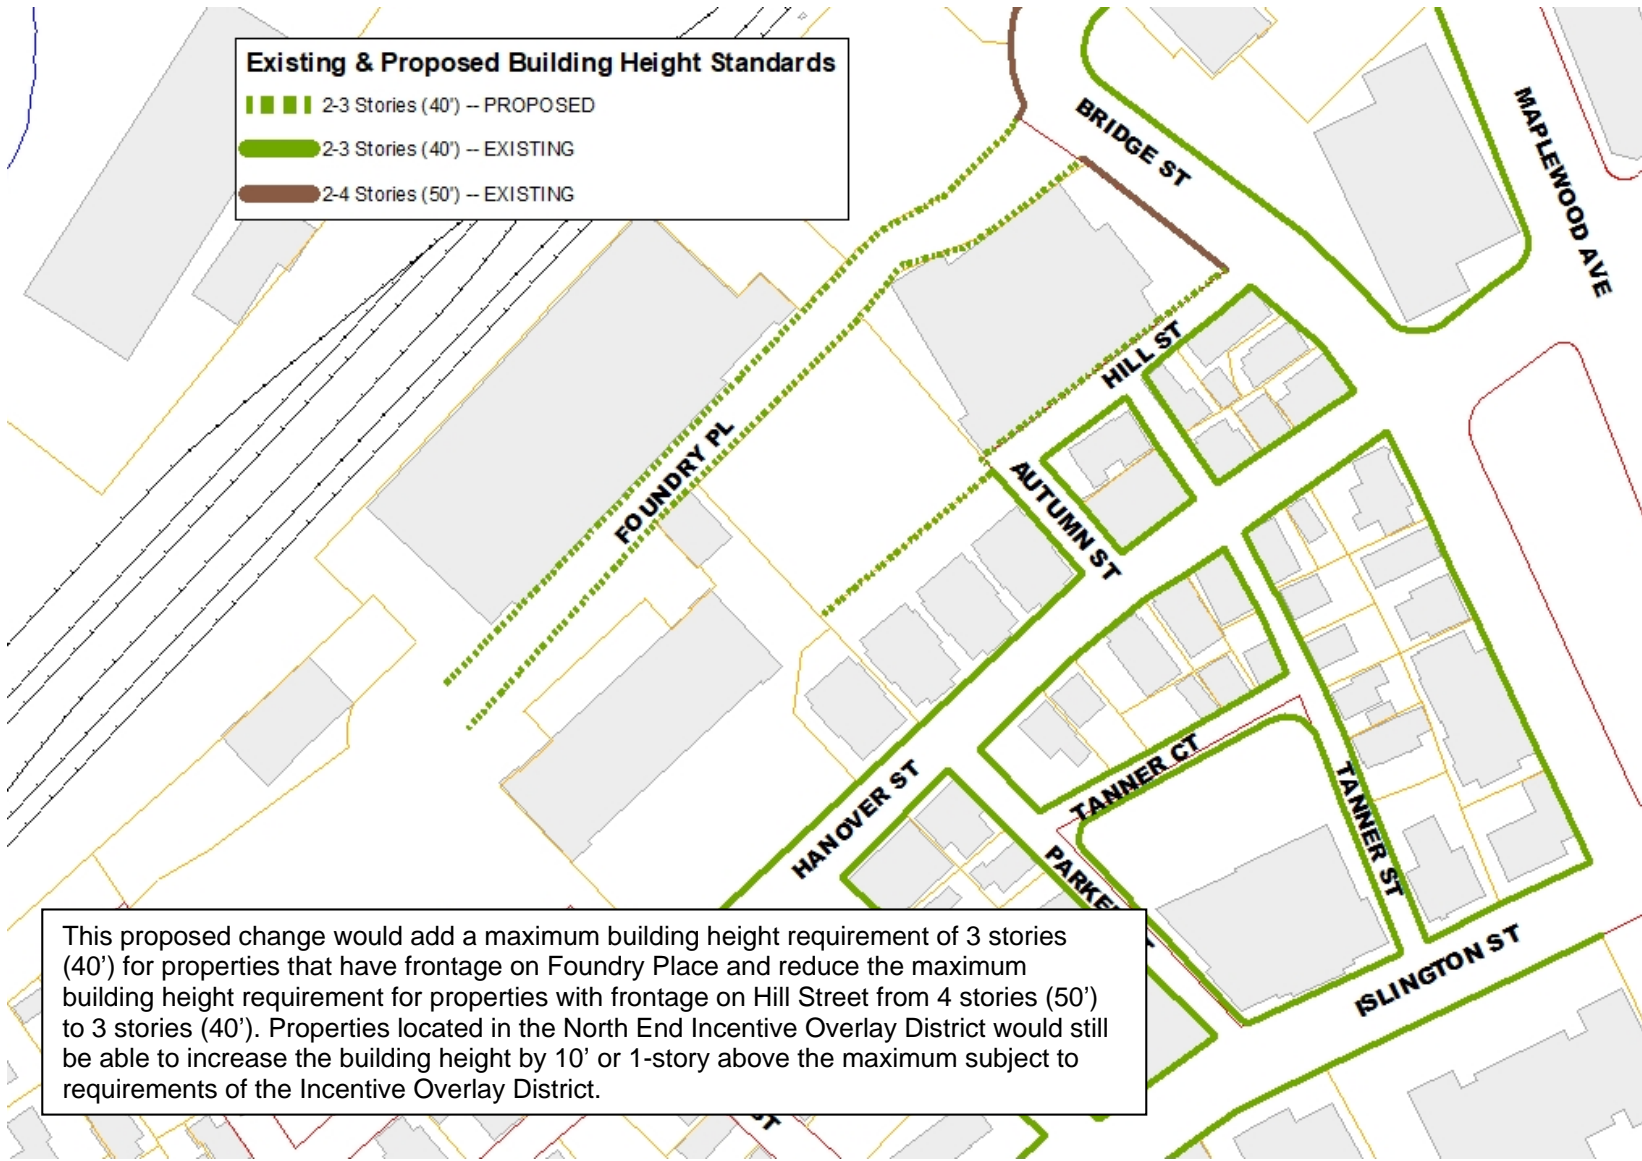 Existing & Proposed Building Height Standards
2-3 Stories (40') -- PROPOSED
2-3 Stories (40') -- EXISTING
2-4 Stories (50') -- EXISTING
BRIDGE ST
MAPLEWOOD AVE
HILL ST
FOUNDRY PL
AUTUMN ST
TANNER CT
HANOVER ST
TANNER ST
ISLINGTON ST
This proposed change would add a maximum building height requirement of 3 stories
(40’) for properties that have frontage on Foundry Place and reduce the maximum
building height requirement for properties with frontage on Hill Street from 4 stories (50’)
to 3 stories (40’). Properties located in the North End Incentive Overlay District would still
be able to increase the building height by 10’ or 1-story above the maximum subject to
requirements of the Incentive Overlay District.